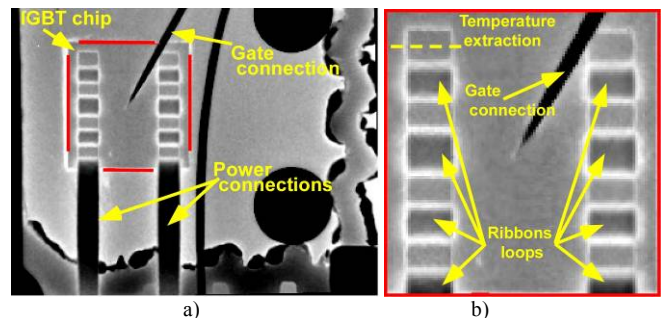 IGBT chip
Gate
connection
Power
connections
a)
Temperature
extraction
Gate
connection
Ribbons
loops
b)